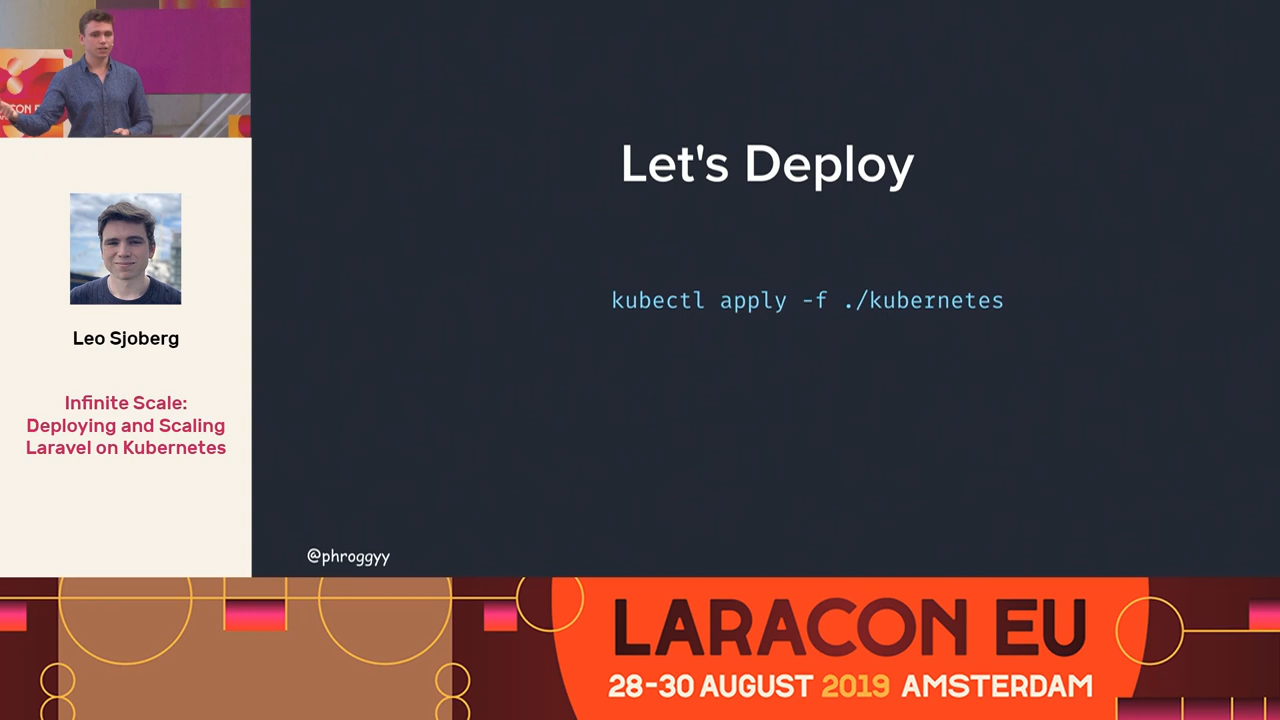 Let's Deploy
kubectl apply -f ./kubernetes
Leo Sjoberg
Infinite Scale:
Deploying and Scaling
Laravel on Kubernetes
@phroggyy
LARACON EU
28-30 AUGUST 2019 AMSTERDAM